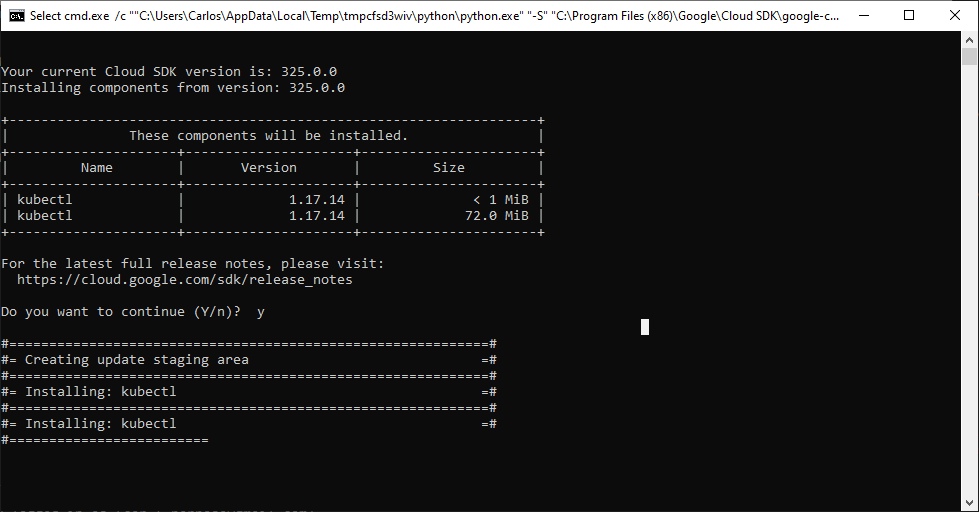 Select cmd.exe /c ""C:\Users\Carlos\AppData\Local\Temp\tmpcfsd3wiv\python\python.exe" "-S" "C:\Program Files (x86)\Google\Cloud SDK\google-c...
Your current Cloud SDK version is: 325.0.0
Installing components from version: 325.0.0
+------------------------------------------------------------------+
| These components will be installed. |
+---------------------+---------------------+----------------------+
| Name | Version | Size |
+---------------------+---------------------+----------------------+
| kubectl | 1.17.14 | < 1 MiB |
| kubectl | 1.17.14 | 72.0 MiB |
+---------------------+---------------------+----------------------+
For the latest full release notes, please visit:
https://cloud.google.com/sdk/release_notes
Do you want to continue (Y/n)?  y
#============================================================#
#= Creating update staging area =#
#============================================================#
#= Installing: kubectl =#
#============================================================#
#= Installing: kubectl =#
#=========================